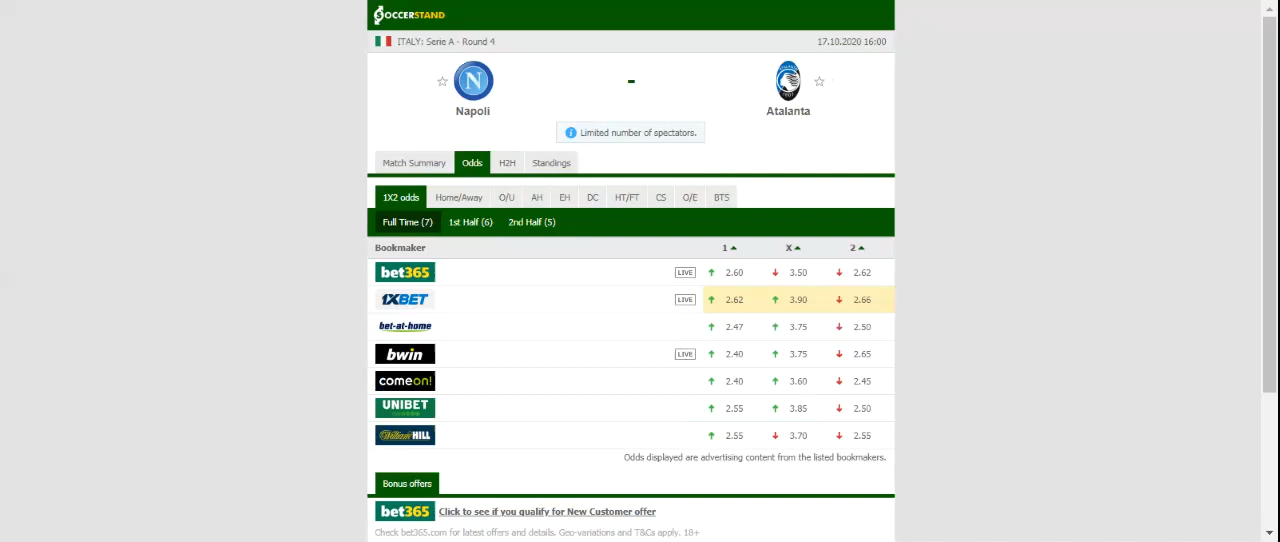 SOCCERSTAND
ITALY: Serie A - Round 4 17.10.2020 16:00
-
Napoli Atalanta
Limited number of spectators.
Match Summary Odds H2H Standings
1X2 odds Home/Away O/U AH EH DC HT/FT CS O/E BTS
Full Time (7) 1st Half (6) 2nd Half (5)
Bookmaker 1 X 2
bet365 LIVE 2.60 3.50 2.62
1XBET LIVE 2.62 3.90 2.66
bet-at-home 2.47 3.75 2.50
bwin LIVE 2.40 3.75 2.65
comeon! 2.40 3.60 2.45
UNIBET 2.55 3.85 2.50
William HILL 2.55 3.70 2.55
Odds displayed are advertising content from the listed bookmakers.
Bonus offers
bet365 Click to see if you qualify for New Customer offer
Check bet365.com for latest offers and details. Geo-variations and T&Cs apply. 18+